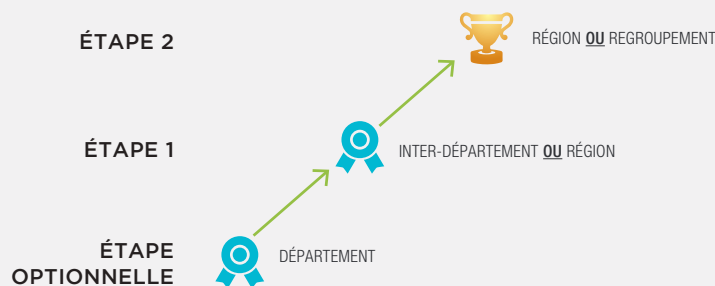 ÉTAPE 2
RÉGION OU REGROUPEMENT
ÉTAPE 1
INTER-DÉPARTEMENT OU RÉGION
ÉTAPE
OPTIONNELLE
DÉPARTEMENT